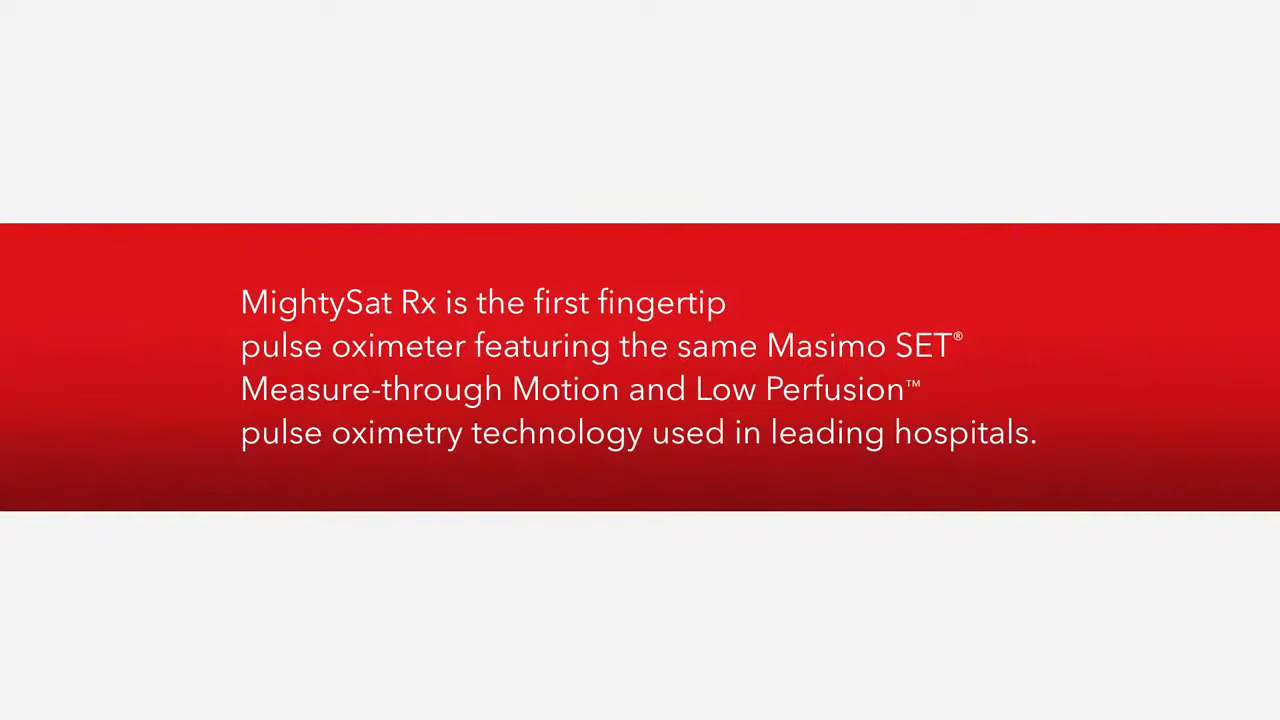 MightySat Rx is the first fingertip
pulse oximeter featuring the same Masimo SET®
Measure-through Motion and Low Perfusion™
pulse oximetry technology used in leading hospitals.